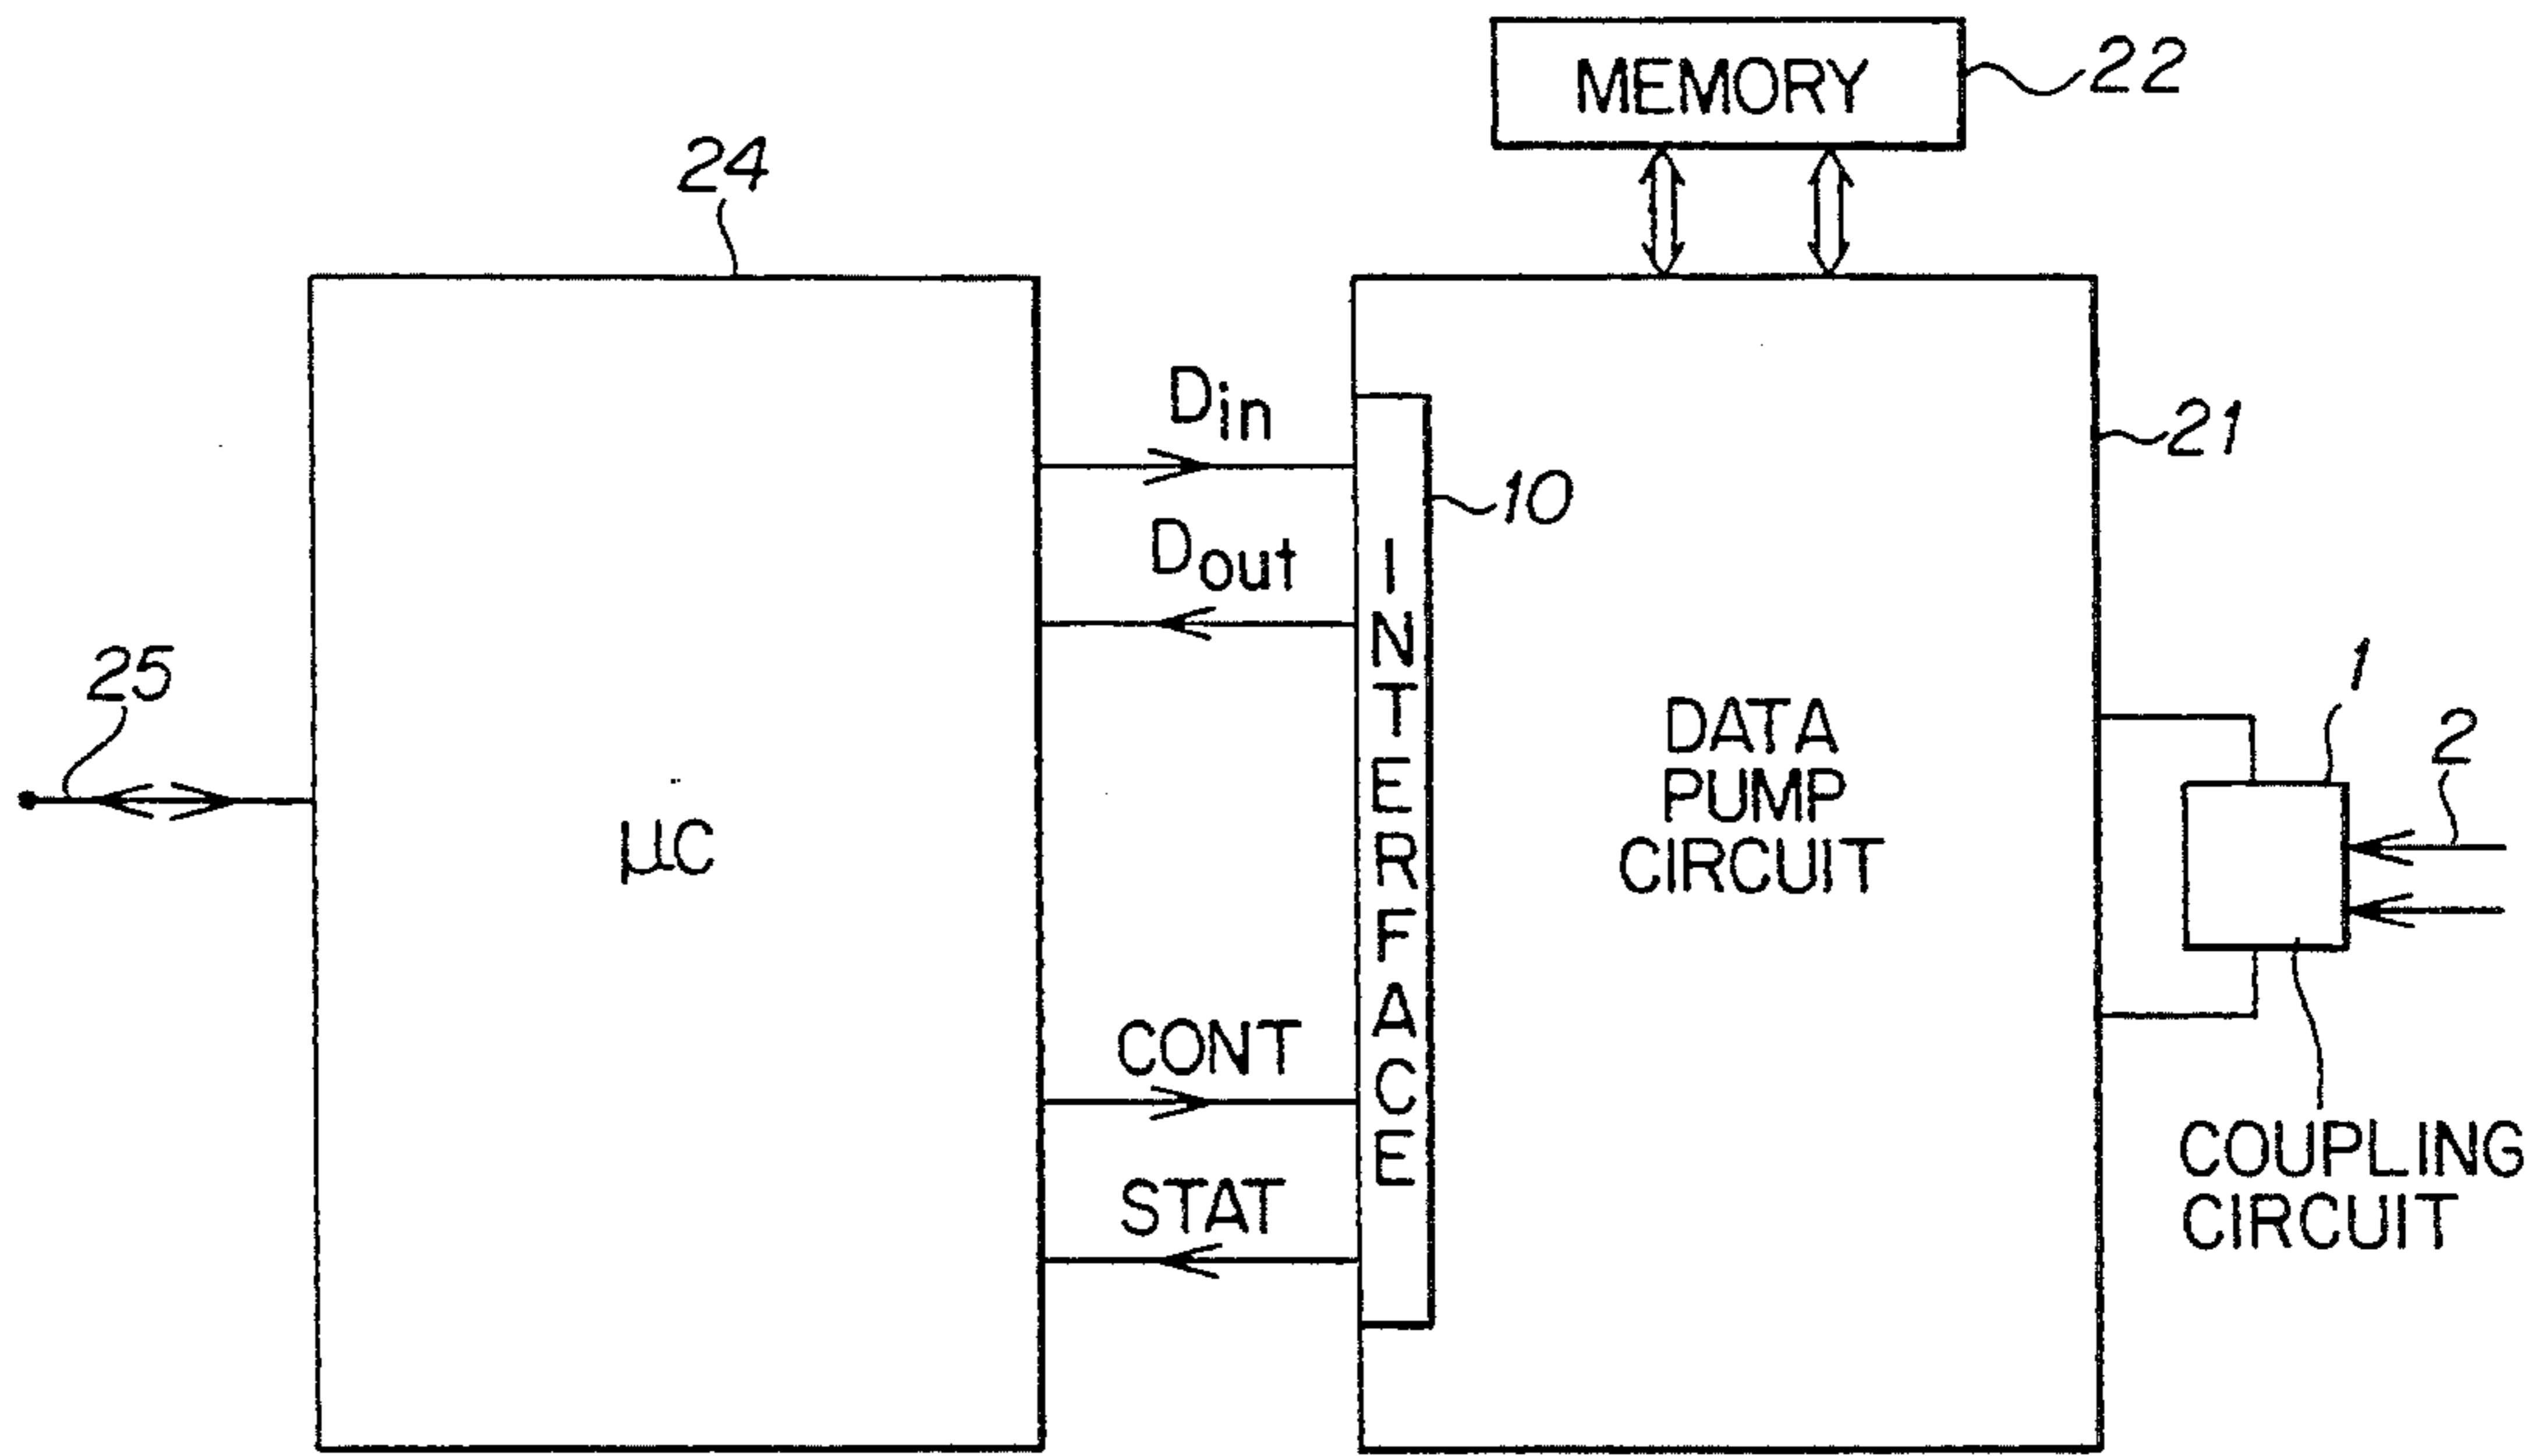 MEMORY
22
24
21
Din
10
Dout
INTERFACE
25
1
2
DATA
PUMP
CIRCUIT
µC
CONT
STAT
COUPLING
CIRCUIT